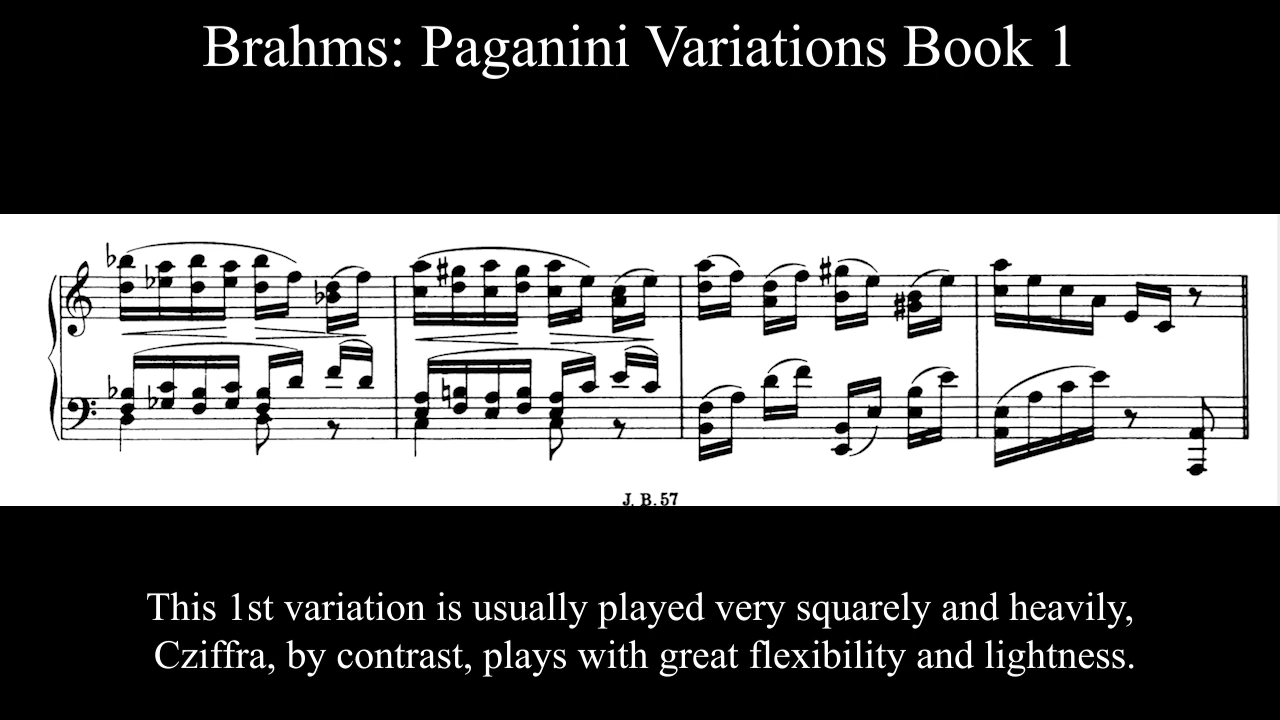 Brahms: Paganini Variations Book 1
J. B. 57
This 1st variation is usually played very squarely and heavily,
Cziffra, by contrast, plays with great flexibility and lightness.